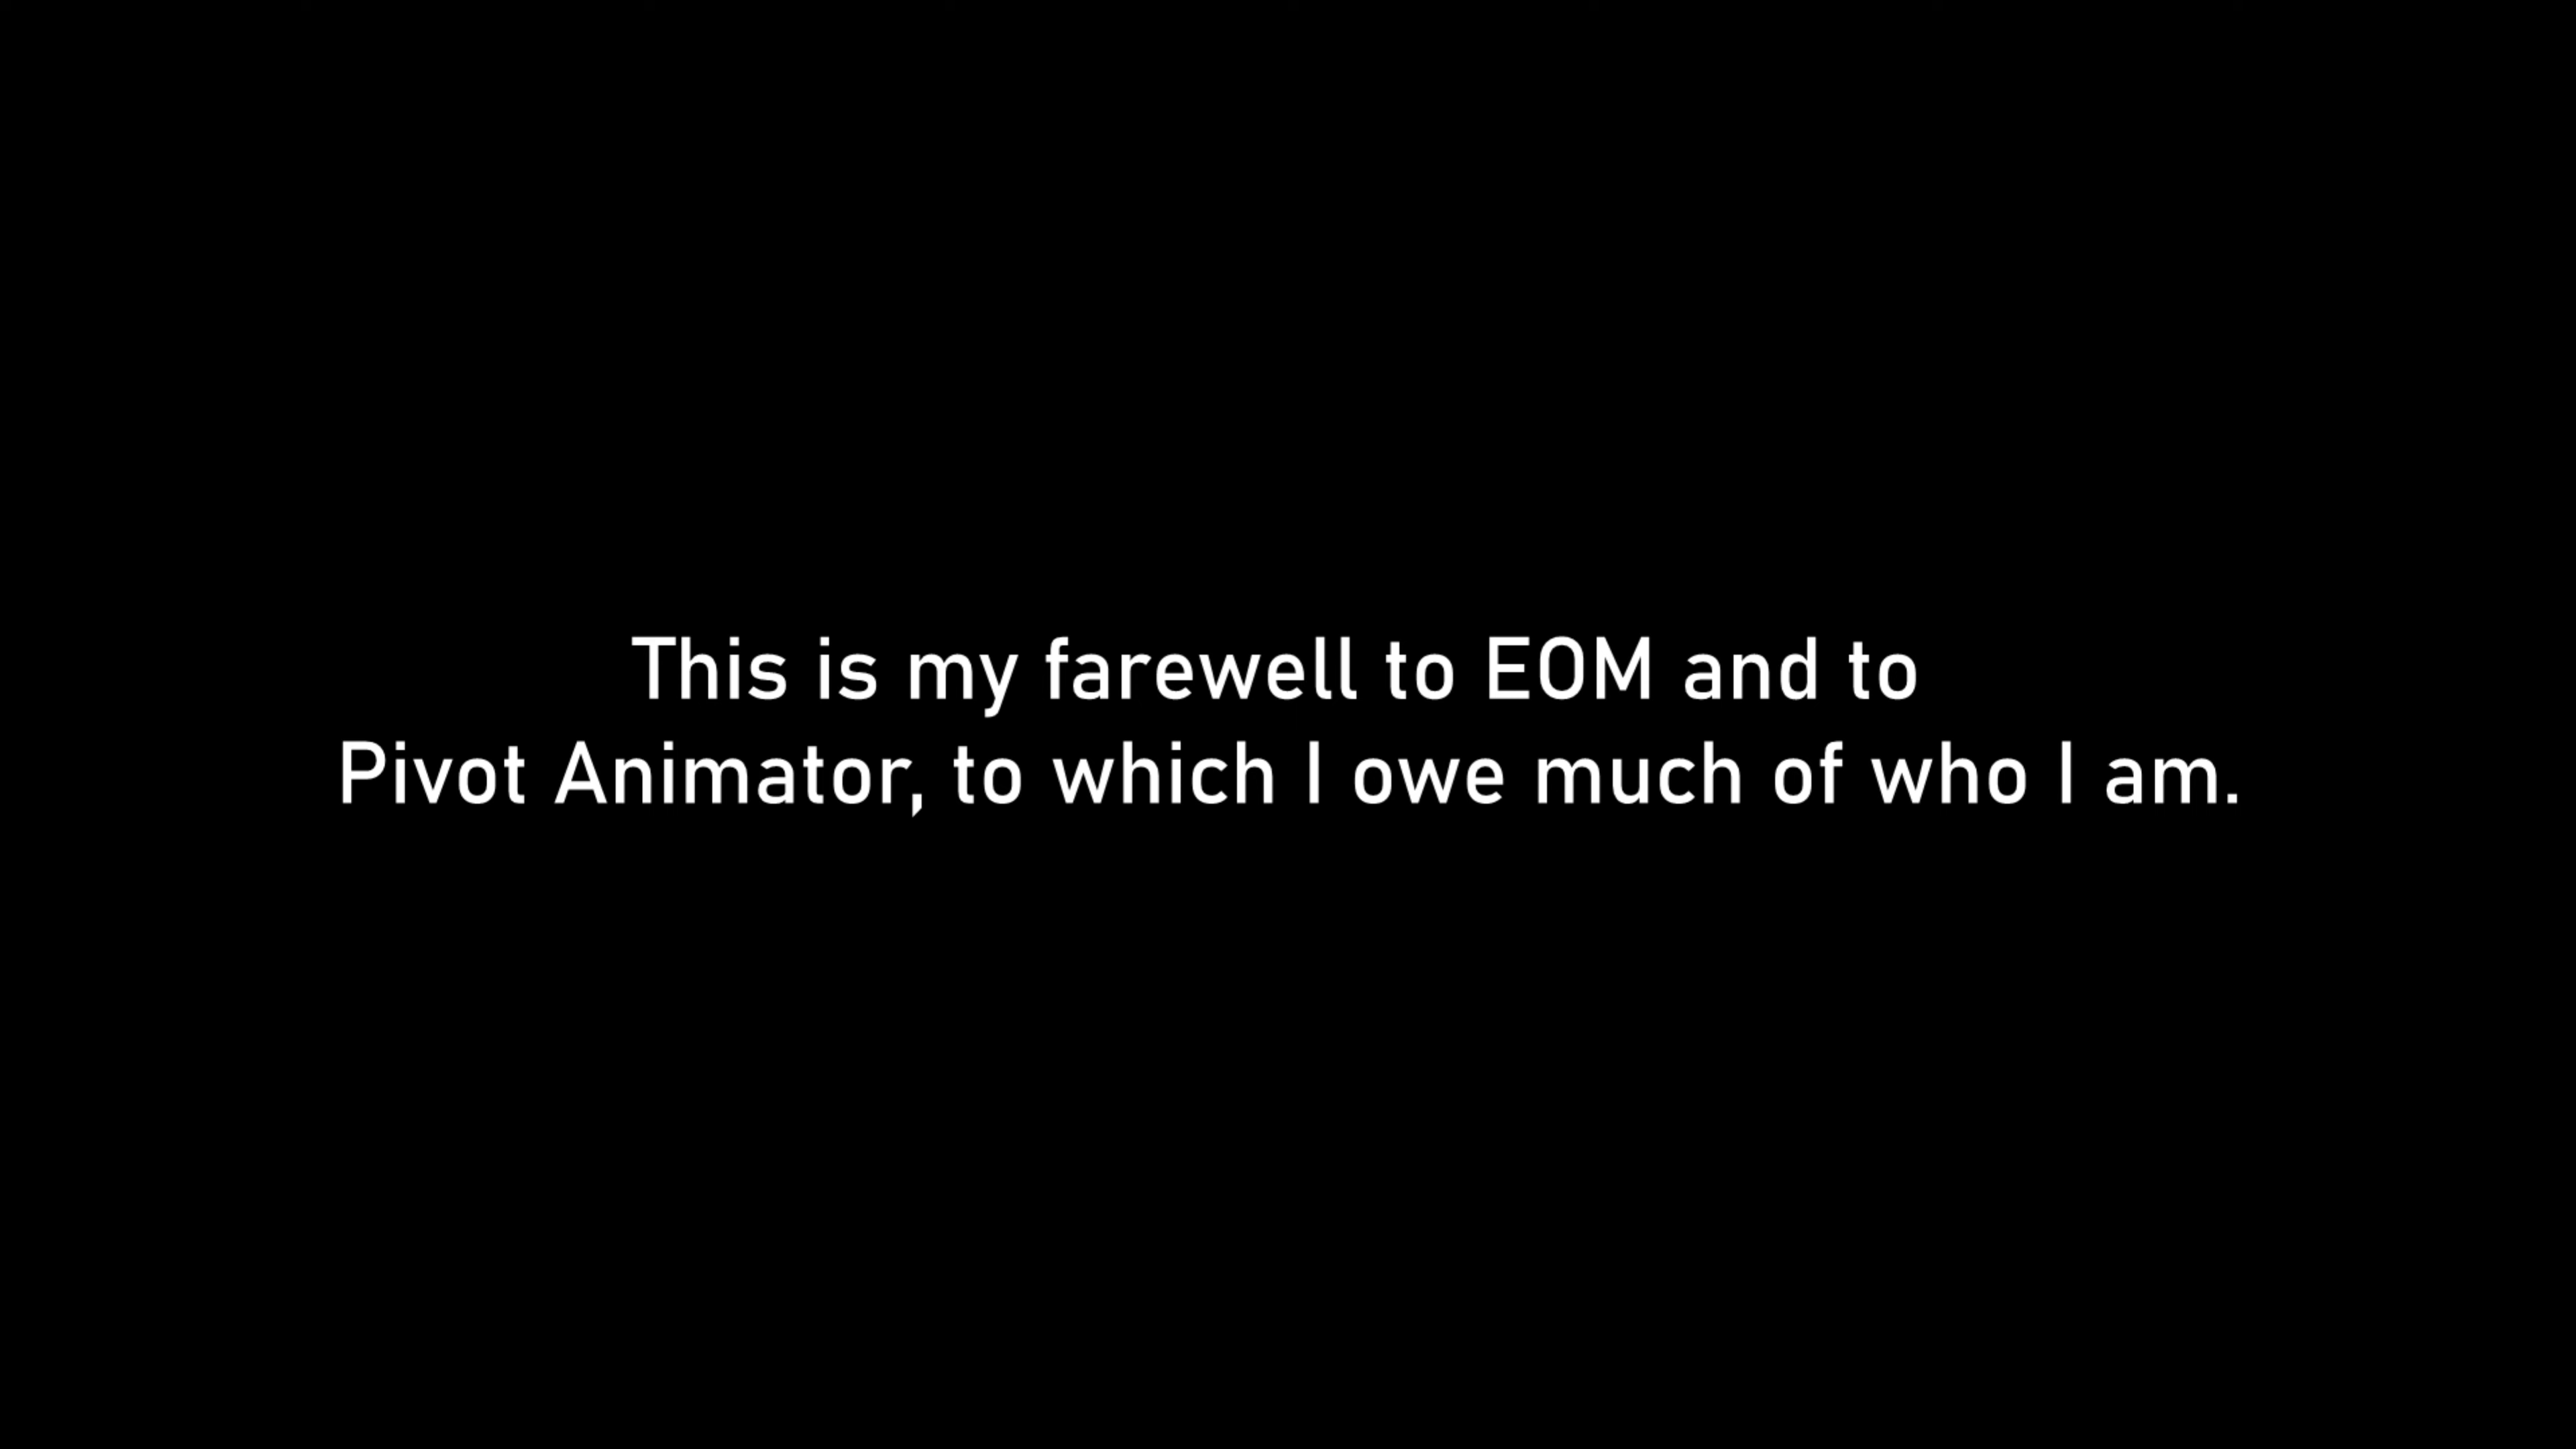 This is my farewell to EOM and to
Pivot Animator, to which I owe much of who I am.